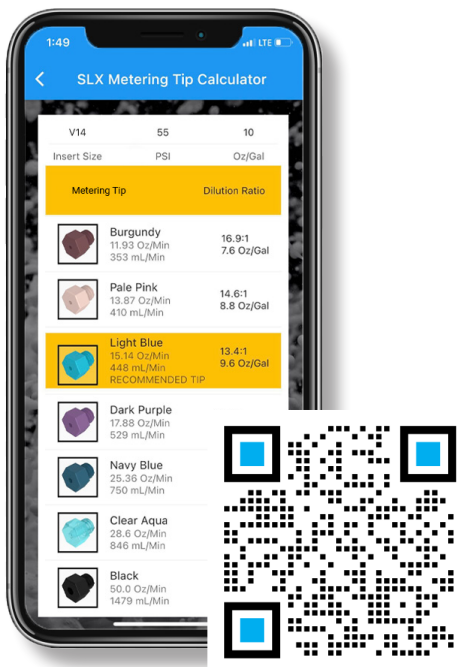 1:49
LTE
SLX Metering Tip Calculator
V14 55 10
Insert Size PSI Oz/Gal
Metering Tip Dilution Ratio
Burgundy
11.93 Oz/Min 16.9:1
353 mL/Min 7.6 Oz/Gal
Pale Pink
13.87 Oz/Min 14.6:1
410 mL/Min 8.8 Oz/Gal
Light Blue
15.14 Oz/Min 13.4:1
448 mL/Min 9.6 Oz/Gal
RECOMMENDED TIP
Dark Purple
17.88 Oz/Min
529 mL/Min
Navy Blue
25.36 Oz/Min
750 mL/Min
Clear Aqua
28.6 Oz/Min
846 mL/Min
Black
50.0 Oz/Min
1479 mL/Min